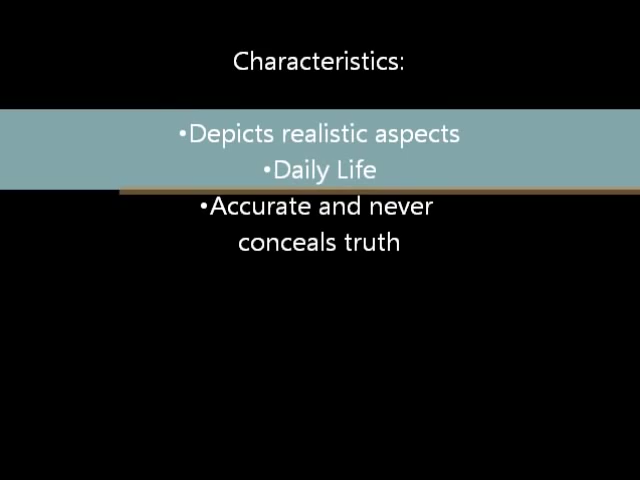 Characteristics:
•Depicts realistic aspects
•Daily Life
•Accurate and never
conceals truth